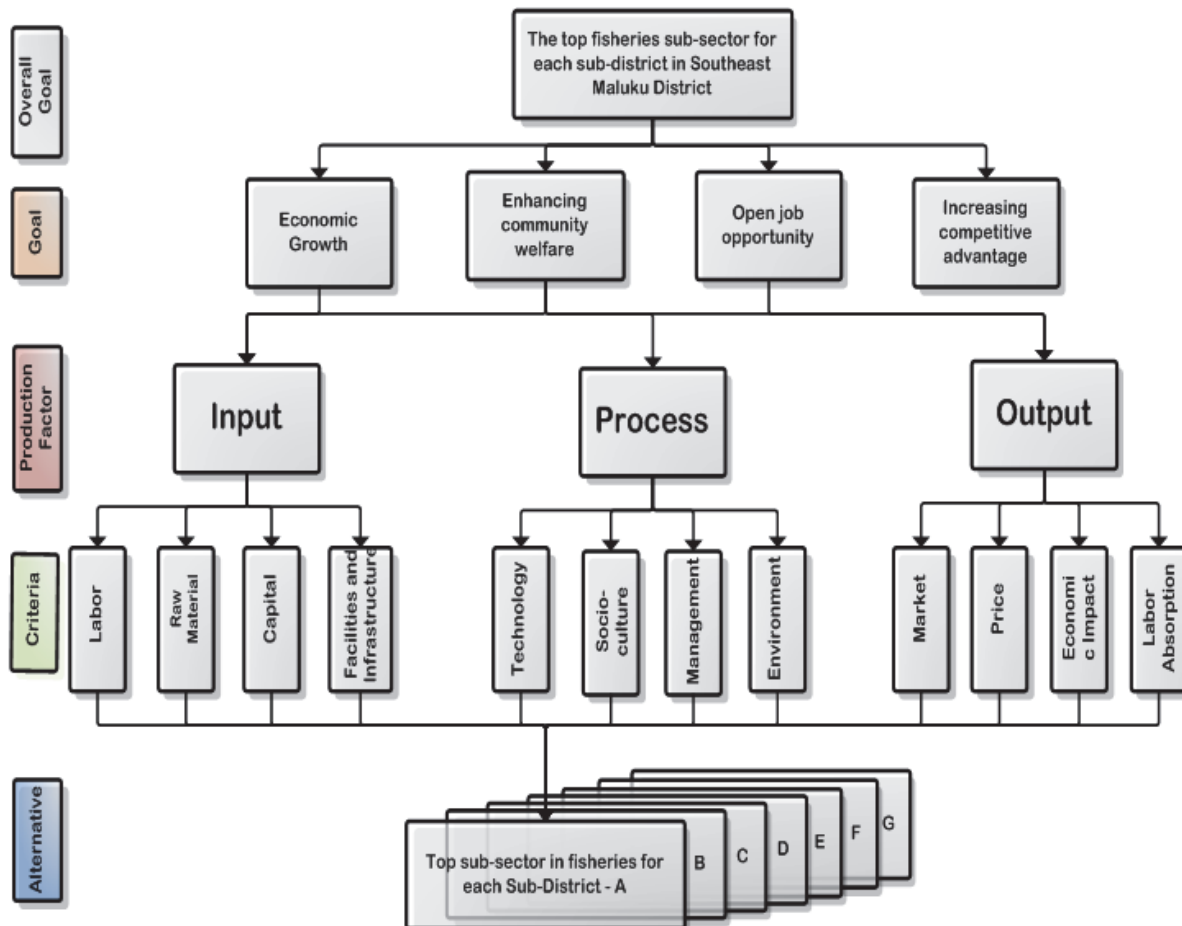 Overall
Goal
The top fisheries sub-sector for
each sub-district in Southeast
Maluku District
Goal
Economic
Growth
Enhancing
community
welfare
Open job
opportunity
Increasing
competitive
advantage
Production
Factor
Input
Process
Output
Criteria
Labor
Raw
Material
Capital
Facilities and
Infrastructure
Technology
Socio-
culture
Management
Environment
Market
Price
Economi
c Impact
Labor
Absorption
Alternative
Top sub-sector in fisheries for
each Sub-District - A
B
C
D
E
F
G